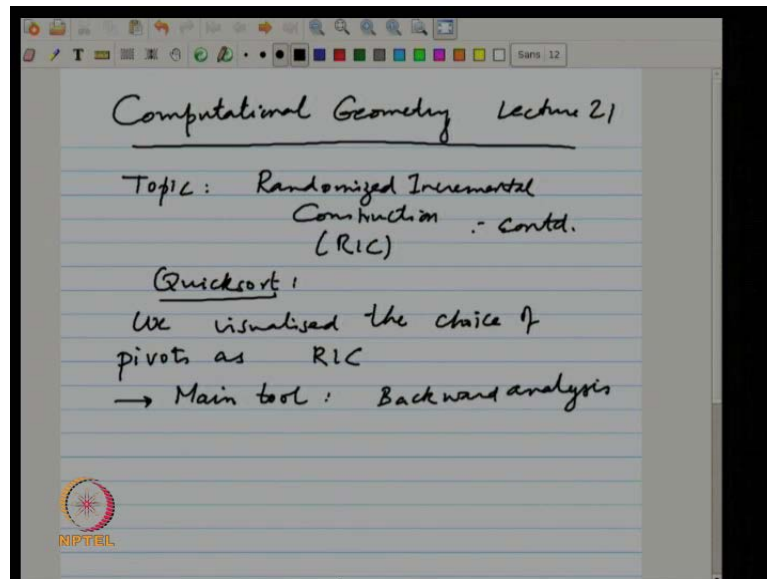 T
Sans 12
Computational Geometry Lecture 21
Topic: Randomized Incremental
Construction :- contd.
(RIC)
Quicksort:
We visualised the choice of
pivots as RIC
→ Main tool: Backward analysis
NPTEL